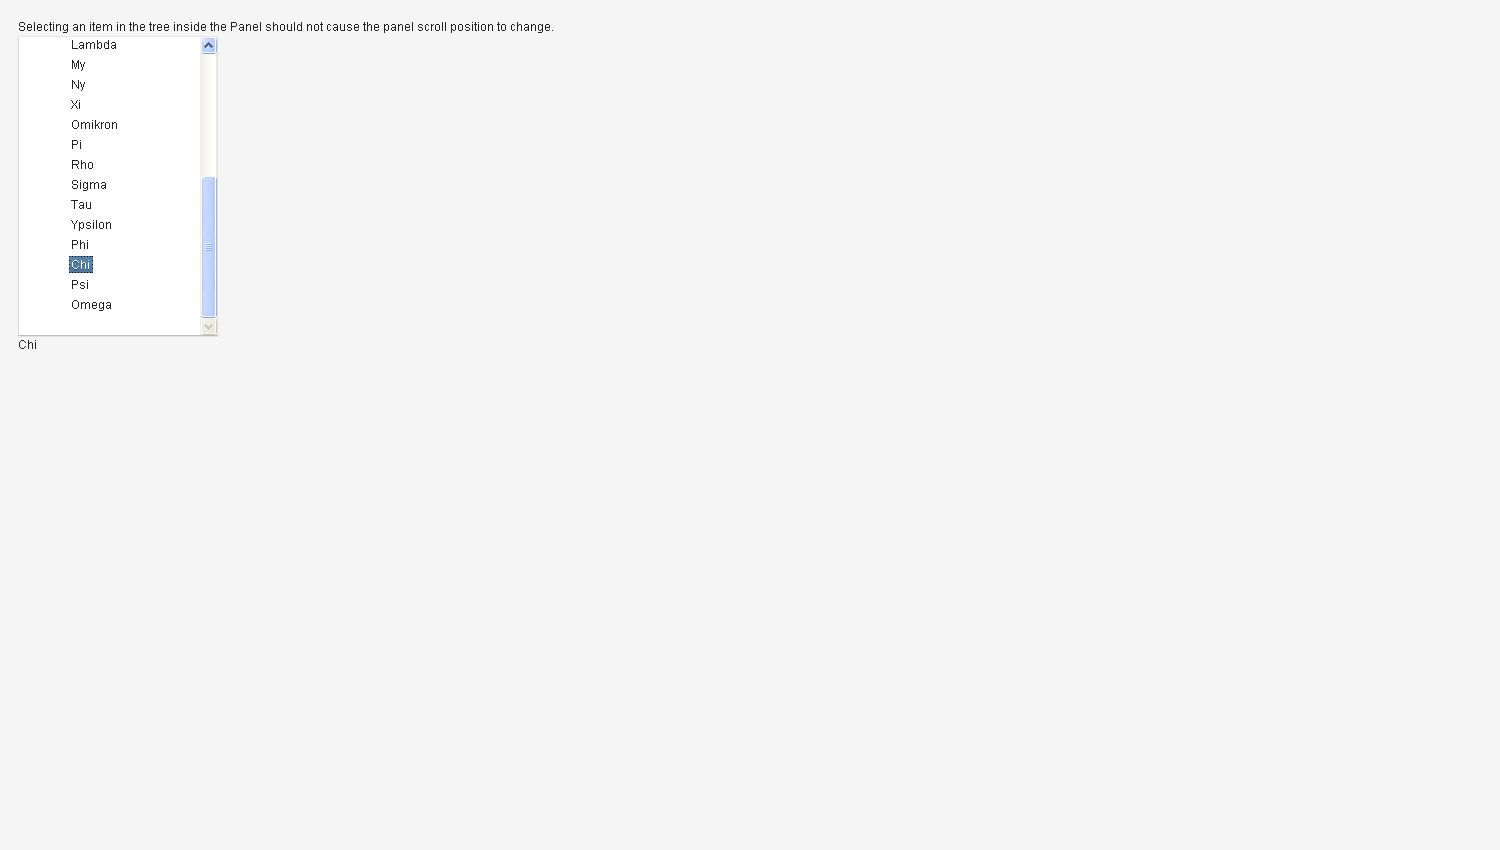 Selecting an item in the tree inside the Panel should not cause the panel scroll position to change.
Lambda
My
Ny
Xi
Omikron
Pi
Rho
Sigma
Tau
Ypsilon
Phi
Chi
Psi
Omega
Chi